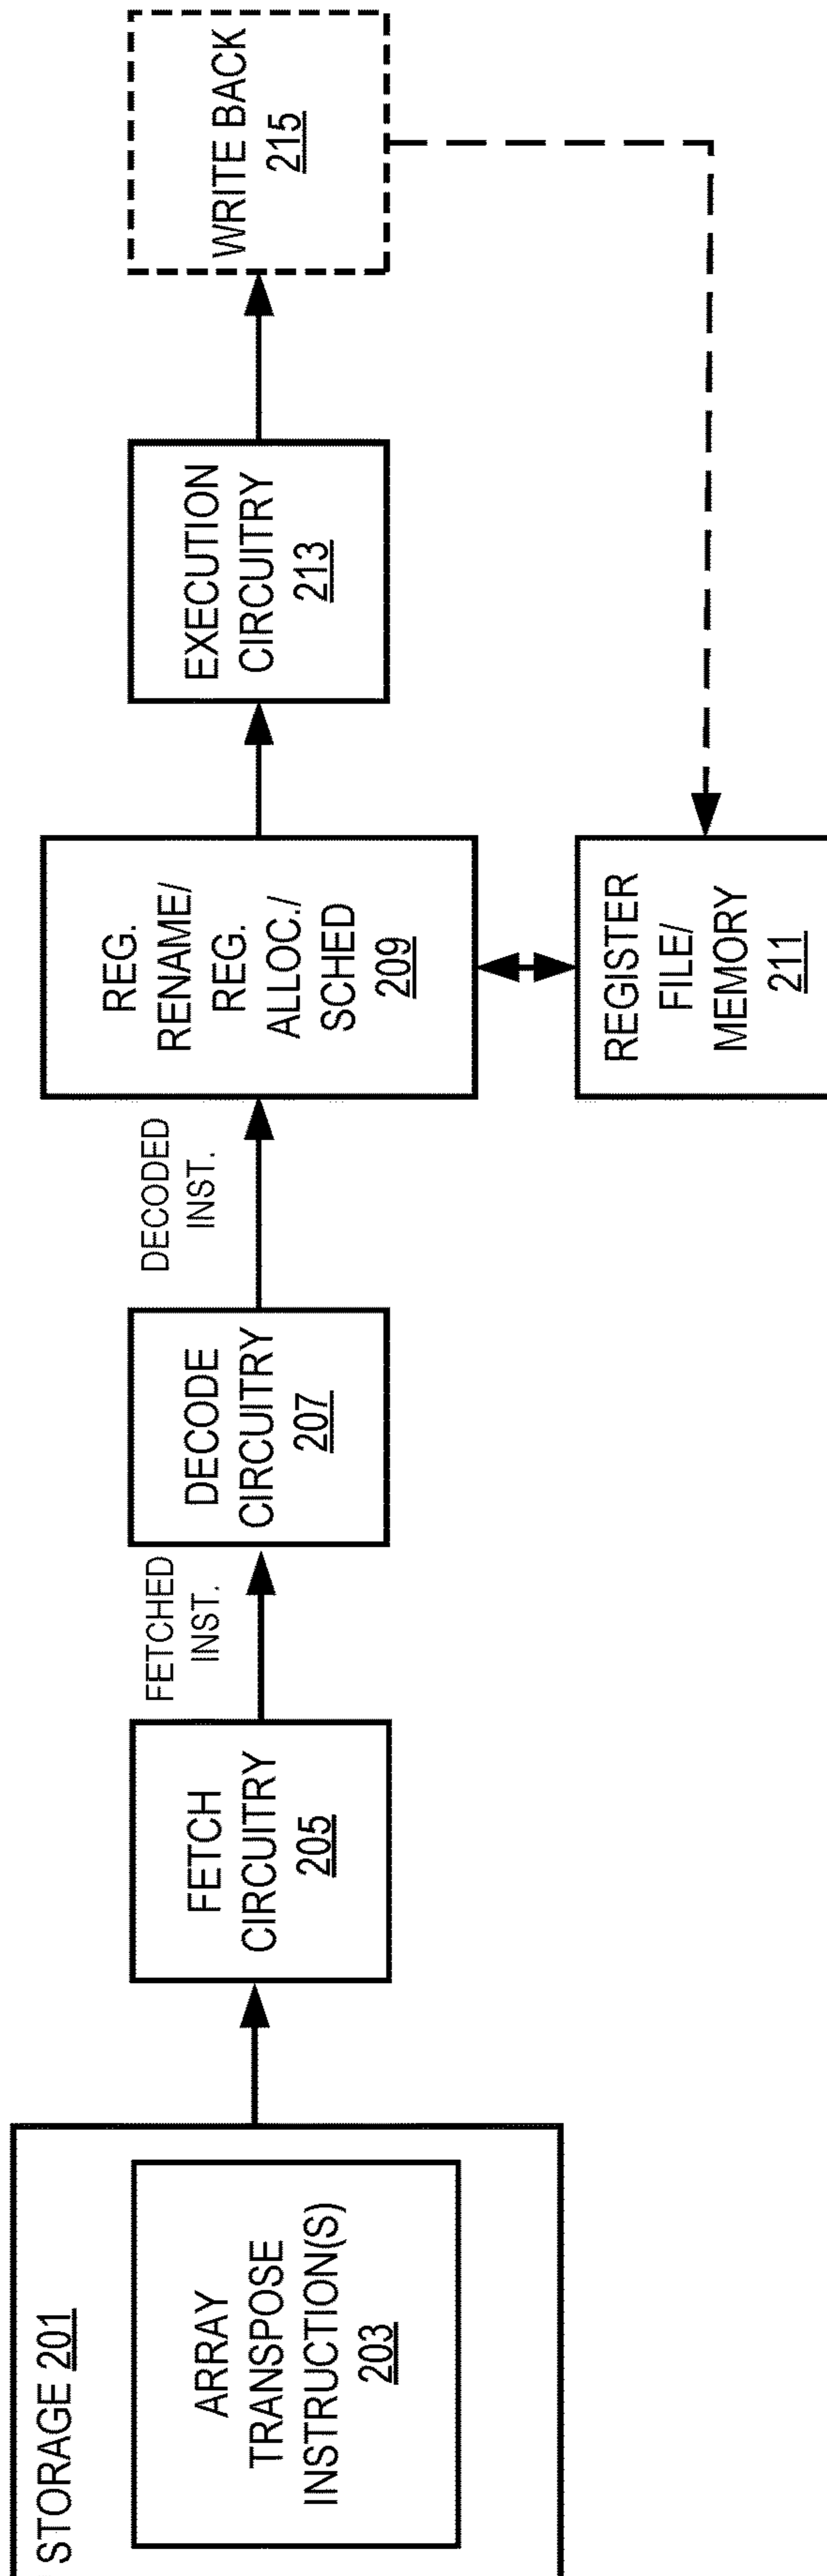 STORAGE 201
ARRAY
TRANSPOSE
INSTRUCTION(S)
203
FETCH
CIRCUITRY
205
FETCHED
INST.
DECODE
CIRCUITRY
207
DECODED
INST.
REG.
RENAME/
REG.
ALLOC./
SCHED
209
REGISTER
FILE/
MEMORY
211
EXECUTION
CIRCUITRY
213
WRITE BACK
215